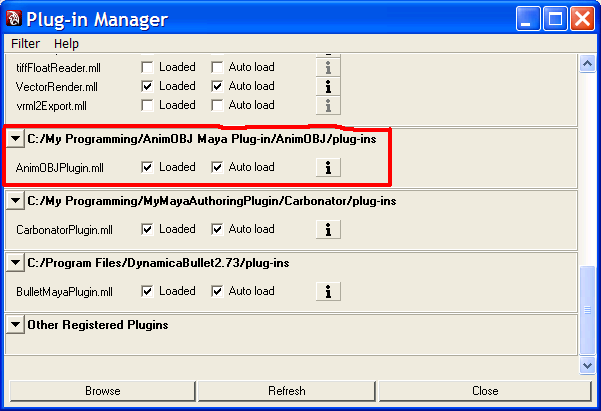 Plug-in Manager
Filter Help
tiffFloatReader.mll Loaded Auto load i
VectorRender.mll Loaded Auto load i
vrml2Export.mll Loaded Auto load i
C:/My Programming/AnimOBJ Maya Plug-in/AnimOBJ/plug-ins
AnimOBJPlugin.mll Loaded Auto load i
C:/My Programming/MyMayaAuthoringPlugin/Carbonator/plug-ins
CarbonatorPlugin.mll Loaded Auto load i
C:/Program Files/DynamicaBullet2.73/plug-ins
BulletMayaPlugin.mll Loaded Auto load i
Other Registered Plugins
Browse Refresh Close